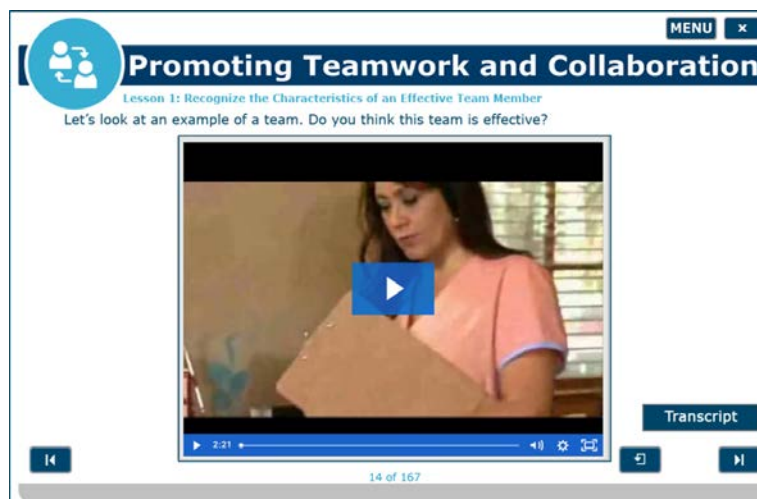 MENU ×
Promoting Teamwork and Collaboration
Lesson 1: Recognize the Characteristics of an Effective Team Member
Let's look at an example of a team. Do you think this team is effective?
2:21
Transcript
14 of 167